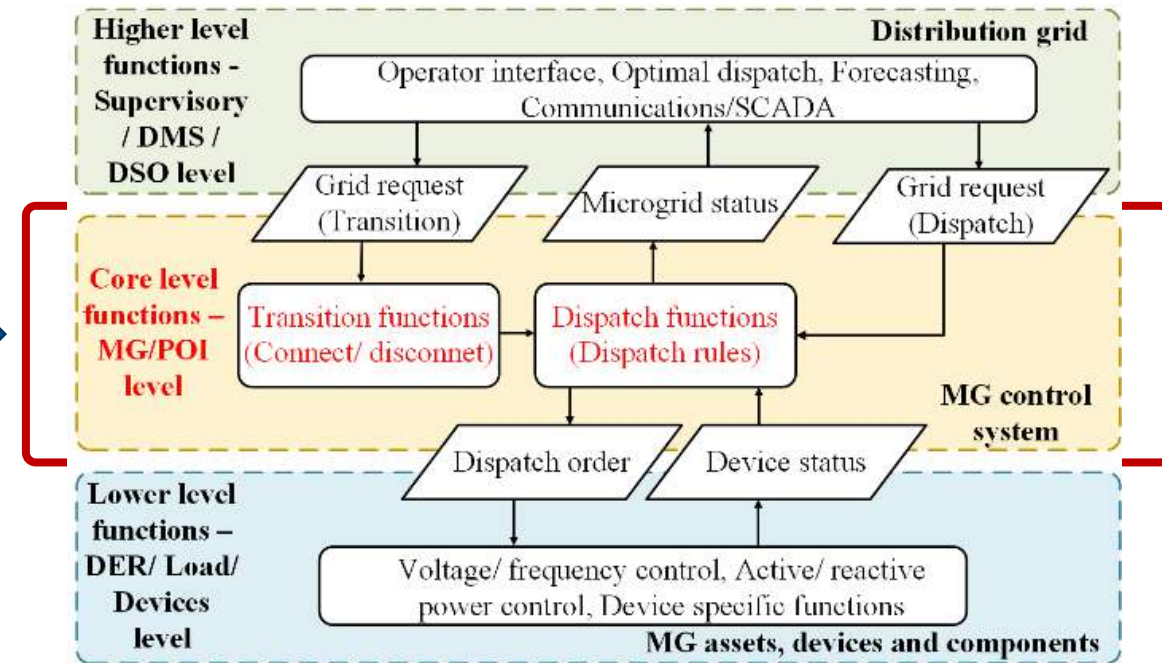 Higher level
functions -
Supervisory
/ DMS /
DSO level
Distribution grid
Operator interface, Optimal dispatch, Forecasting,
Communications/SCADA
Grid request
(Transition)
Microgrid status
Grid request
(Dispatch)
Core level
functions –
MG/POI
level
Transition functions
(Connect/ disconnet)
Dispatch functions
(Dispatch rules)
MG control
system
Dispatch order
Device status
Lower level
functions –
DER/ Load/
Devices
level
Voltage/ frequency control, Active/ reactive
power control, Device specific functions
MG assets, devices and components